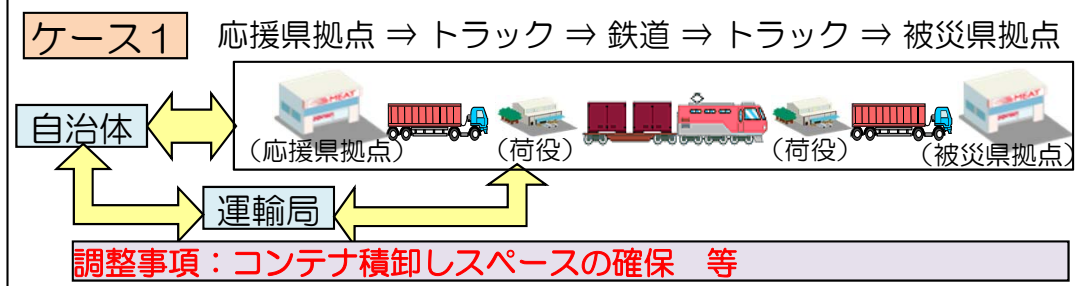 ケース1
応援県拠点 ⇒ トラック ⇒ 鉄道 ⇒ トラック ⇒ 被災県拠点
自治体
(応援県拠点)
(荷役)
(荷役)
(被災県拠点)
運輸局
調整事項：コンテナ積卸しスペースの確保　等